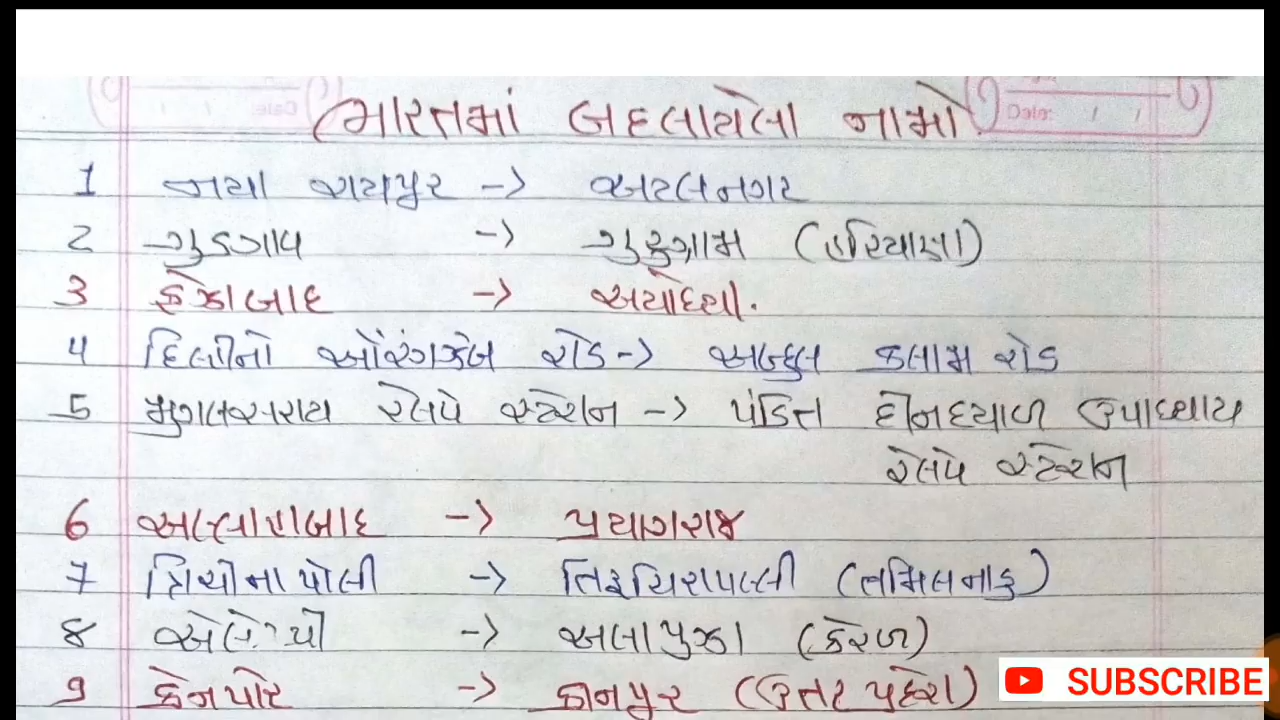 ભારતમાં બદલાયેલા નામો.
Date:
1 નયા રાયપુર -> અટલનગર
2 ગુડગાવ -> ગુરુગ્રામ (હરિયાણા)
3 ફૈઝાબાદ -> અયોધ્યા.
4 દિલીનો ઓરંગઝેબ રોડ -> અબ્દુલ કલામ રોડ
5 મુગલસરાય રેલવે સ્ટેશન -> પંડિત દીનદયાળ ઉપાધ્યાય
રેલવે સ્ટેશન
6 અલ્લાહાબાદ -> પ્રયાગરાજ
7 ત્રિચીનાપોલી -> તિરૂચિરાપલ્લી (તમિલનાડુ)
8 -> અલાપુઝા (કેરળ)
9 કેનપોર -> કાનપુર (ઉત્તર પ્રદેશ)
SUBSCRIBE